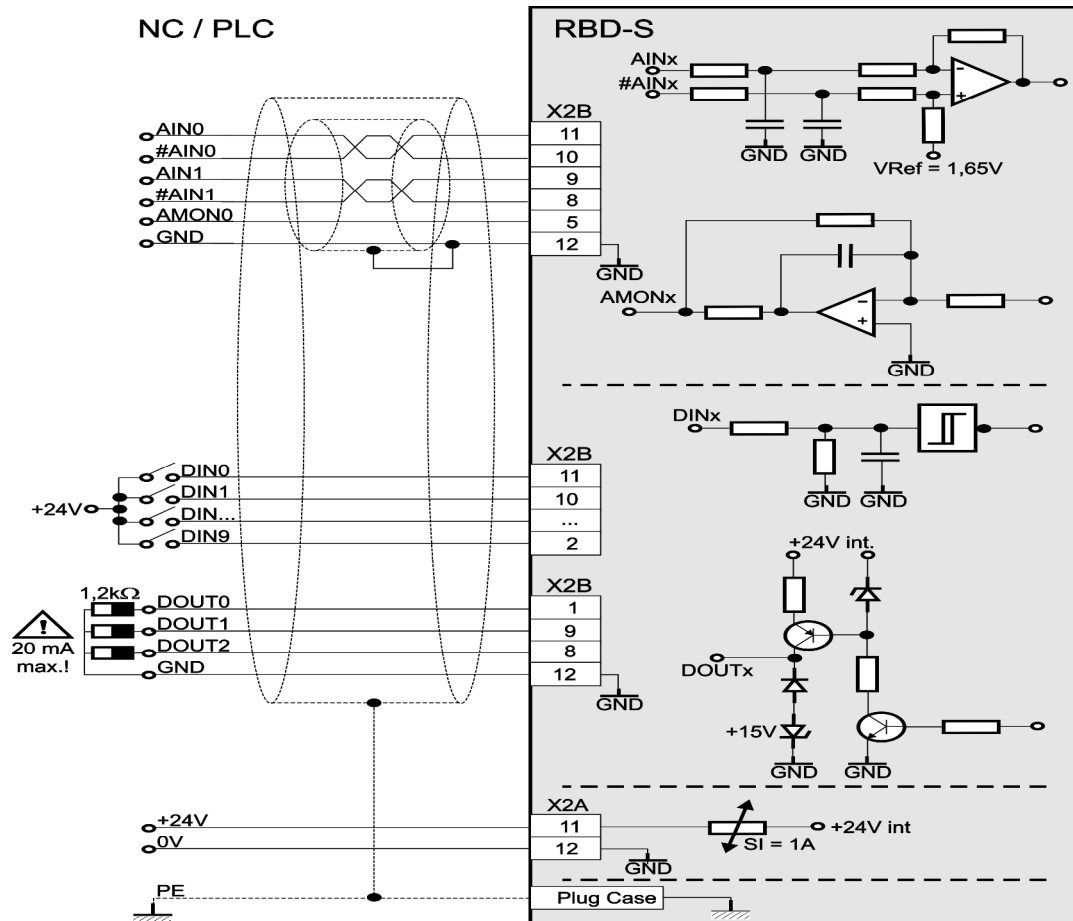 NC / PLC
RBD-S
AINx
#AINx
GND
GND
VRef = 1,65V
X2B
AIN0
11
#AIN0
10
AIN1
9
#AIN1
8
AMON0
5
GND
12
GND
AMONx
GND
DINx
GND
GND
X2B
DIN0
11
DIN1
10
+24V
DIN...
...
DIN9
2
+24V int.
X2B
1,2kΩ
DOUT0
1
DOUT1
9
DOUT2
8
GND
12
20 mA
max.!
GND
DOUTx
+15V
GND
GND
X2A
+24V
11
0V
12
GND
SI = 1A
+24V int
PE
Plug Case